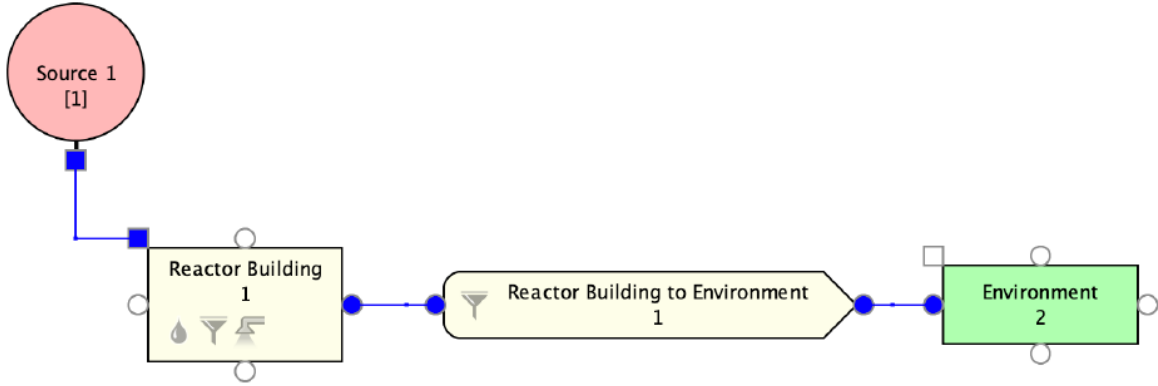 Source 1
[1]
Reactor Building
1
Reactor Building to Environment
1
Environment
2